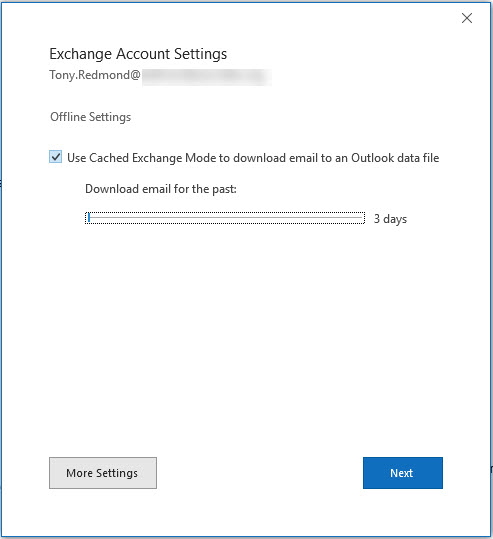 Exchange Account Settings
Tony.Redmond@
Offline Settings
Use Cached Exchange Mode to download email to an Outlook data file
Download email for the past:
3 days
More Settings
Next